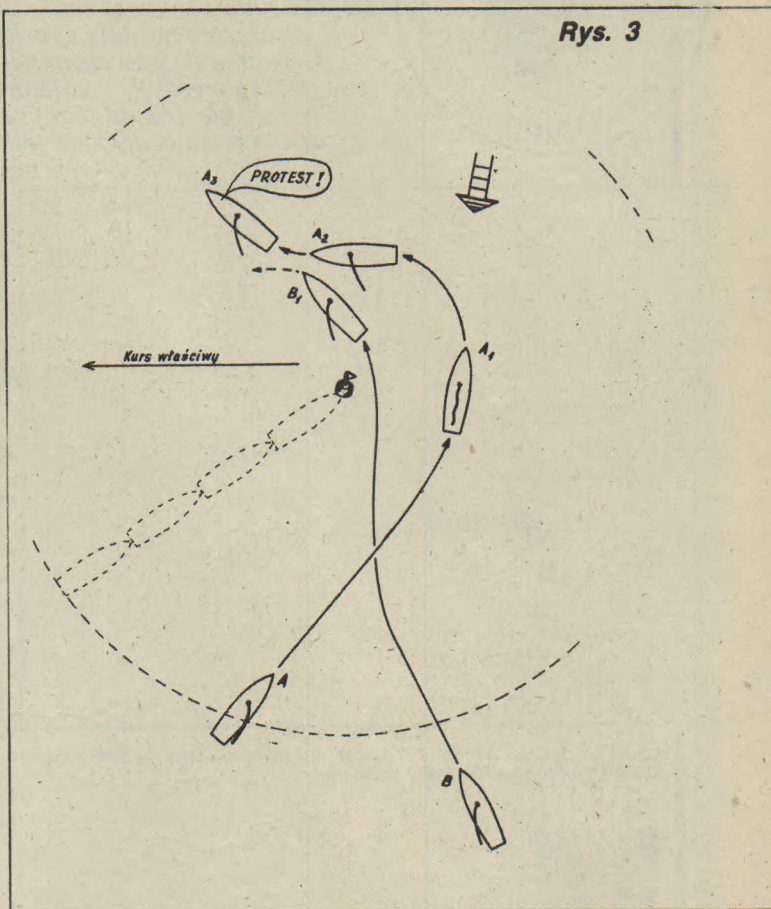 Rys. 3
A₃
PROTEST!
A₂
B₁
A₁
Kurs właściwy
A
B